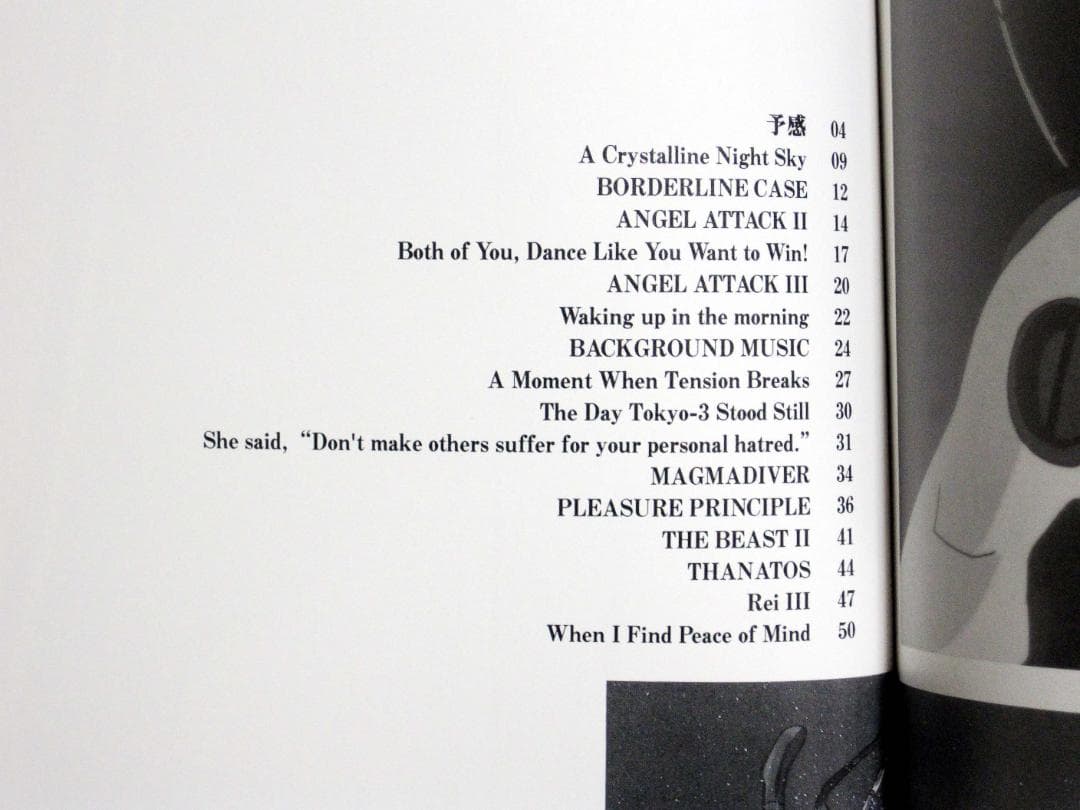 予感 04
A Crystalline Night Sky 09
BORDERLINE CASE 12
ANGEL ATTACK II 14
Both of You, Dance Like You Want to Win! 17
ANGEL ATTACK III 20
Waking up in the morning 22
BACKGROUND MUSIC 24
A Moment When Tension Breaks 27
The Day Tokyo-3 Stood Still 30
She said, “Don't make others suffer for your personal hatred.” 31
MAGMADIVER 34
PLEASURE PRINCIPLE 36
THE BEAST II 41
THANATOS 44
Rei III 47
When I Find Peace of Mind 50